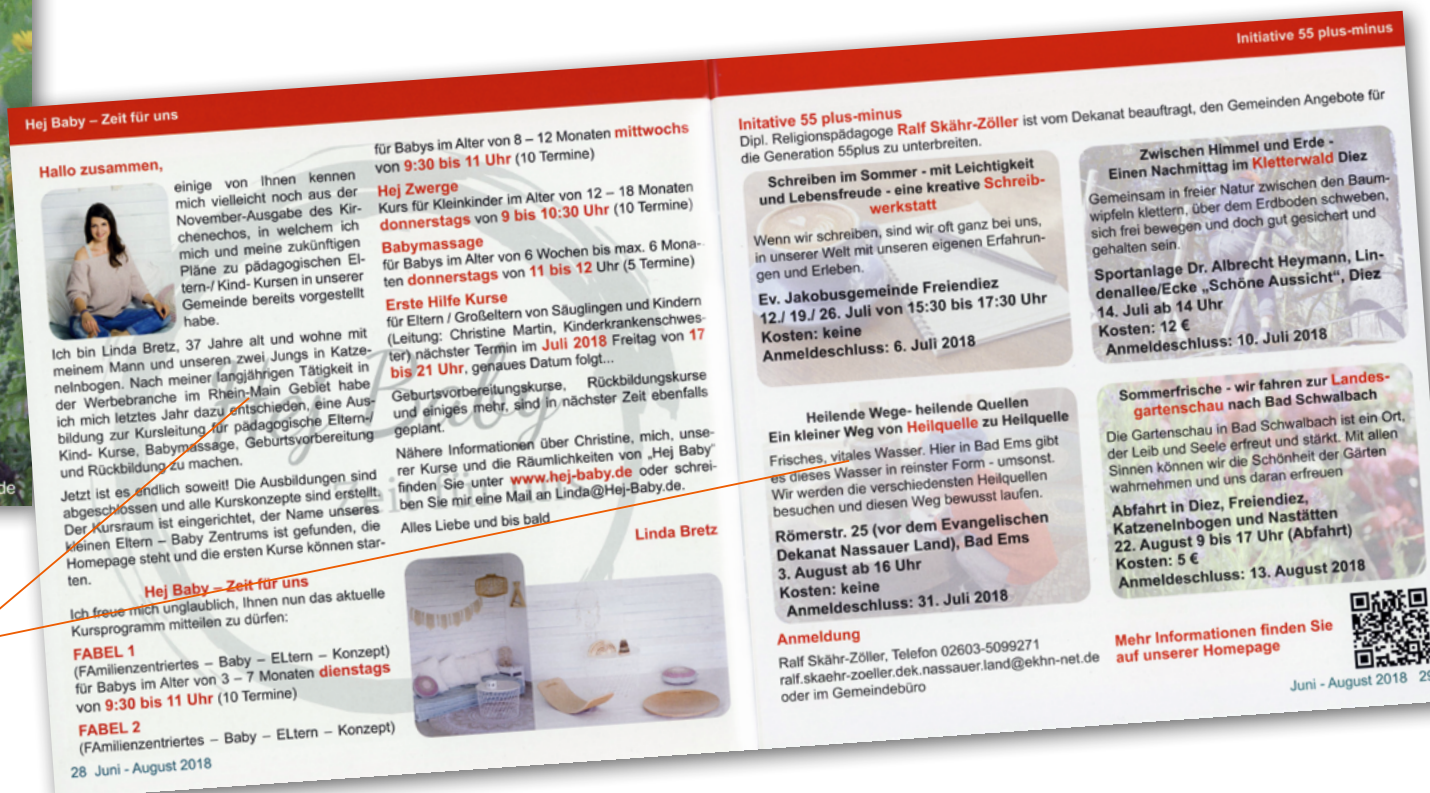 de
Hej Baby – Zeit für uns
Hallo zusammen,
einige von Ihnen kennen
mich vielleicht noch aus der
November-Ausgabe des Kir-
chenechos, in welchem ich
mich und meine zukünftigen
Pläne zu pädagogischen El-
tern-/ Kind- Kursen in unserer
Gemeinde bereits vorgestellt
habe.
Ich bin Linda Bretz, 37 Jahre alt und wohne mit
meinem Mann und unseren zwei Jungs in Katze-
nelnbogen. Nach meiner langjährigen Tätigkeit in
der Werbebranche im Rhein-Main Gebiet habe
ich mich letztes Jahr dazu entschieden, eine Aus-
bildung zur Kursleitung für pädagogische Eltern-
Kind- Kurse, Babymassage, Geburtsvorbereitung
und Rückbildung zu machen.
Jetzt ist es endlich soweit! Die Ausbildungen sind
abgeschlossen und alle Kurskonzepte sind erstellt.
Der Kursraum ist eingerichtet, der Name unseres
kleinen Eltern – Baby Zentrums ist gefunden, die
Homepage steht und die ersten Kurse können star-
ten.
Hej Baby – Zeit für uns
Ich freue mich unglaublich, Ihnen nun das aktuelle
Kursprogramm mitteilen zu dürfen:
FABEL 1
(FAmilienzentriertes – Baby – ELtern – Konzept)
für Babys im Alter von 3 – 7 Monaten dienstags
von 9:30 bis 11 Uhr (10 Termine)
FABEL 2
(FAmilienzentriertes – Baby – ELtern – Konzept)
28 Juni - August 2018
für Babys im Alter von 8 – 12 Monaten mittwochs
von 9:30 bis 11 Uhr (10 Termine)
Hej Zwerge
Kurs für Kleinkinder im Alter von 12 – 18 Monaten
donnerstags von 9 bis 10:30 Uhr (10 Termine)
Babymassage
für Babys im Alter von 6 Wochen bis max. 6 Mona-
ten donnerstags von 11 bis 12 Uhr (5 Termine)
Erste Hilfe Kurse
für Eltern / Großeltern von Säuglingen und Kindern
(Leitung: Christine Martin, Kinderkrankenschwes-
ter) nächster Termin im Juli 2018 Freitag von 17
bis 21 Uhr, genaues Datum folgt...
Geburtsvorbereitungskurse, Rückbildungskurse
und einiges mehr, sind in nächster Zeit ebenfalls
geplant.
Nähere Informationen über Christine, mich, unse-
rer Kurse und die Räumlichkeiten von „Hej Baby"
finden Sie unter www.hej-baby.de oder schrei-
ben Sie mir eine Mail an Linda@Hej-Baby.de.
Alles Liebe und bis bald
Linda Bretz
Hej Baby
Zeit für uns
Initiative 55 plus-minus
Initative 55 plus-minus
Dipl. Religionspädagoge Ralf Skähr-Zöller ist vom Dekanat beauftragt, den Gemeinden Angebote für
die Generation 55plus zu unterbreiten.
Schreiben im Sommer - mit Leichtigkeit
und Lebensfreude - eine kreative Schreib-
werkstatt
Wenn wir schreiben, sind wir oft ganz bei uns,
in unserer Welt mit unseren eigenen Erfahrun-
gen und Erleben.
Ev. Jakobusgemeinde Freiendiez
12./ 19./ 26. Juli von 15:30 bis 17:30 Uhr
Kosten: keine
Anmeldeschluss: 6. Juli 2018
Zwischen Himmel und Erde -
Einen Nachmittag im Kletterwald Diez
Gemeinsam in freier Natur zwischen den Baum-
wipfeln klettern, über dem Erdboden schweben,
sich frei bewegen und doch gut gesichert und
gehalten sein.
Sportanlage Dr. Albrecht Heymann, Lin-
denallee/Ecke „Schöne Aussicht", Diez
14. Juli ab 14 Uhr
Kosten: 12 €
Anmeldeschluss: 10. Juli 2018
Heilende Wege- heilende Quellen
Ein kleiner Weg von Heilquelle zu Heilquelle
Frisches, vitales Wasser. Hier in Bad Ems gibt
es dieses Wasser in reinster Form - umsonst.
Wir werden die verschiedensten Heilquellen
besuchen und diesen Weg bewusst laufen.
Römerstr. 25 (vor dem Evangelischen
Dekanat Nassauer Land), Bad Ems
3. August ab 16 Uhr
Kosten: keine
Anmeldeschluss: 31. Juli 2018
Sommerfrische - wir fahren zur Landes-
gartenschau nach Bad Schwalbach
Die Gartenschau in Bad Schwalbach ist ein Ort,
der Leib und Seele erfreut und stärkt. Mit allen
Sinnen können wir die Schönheit der Gärten
wahrnehmen und uns daran erfreuen
Abfahrt in Diez, Freiendiez,
Katzenelnbogen und Nastätten
22. August 9 bis 17 Uhr (Abfahrt)
Kosten: 5 €
Anmeldeschluss: 13. August 2018
Anmeldung
Ralf Skähr-Zöller, Telefon 02603-5099271
ralf.skaehr-zoeller.dek.nassauer.land@ekhn-net.de
oder im Gemeindebüro
Mehr Informationen finden Sie
auf unserer Homepage
Juni - August 2018 29